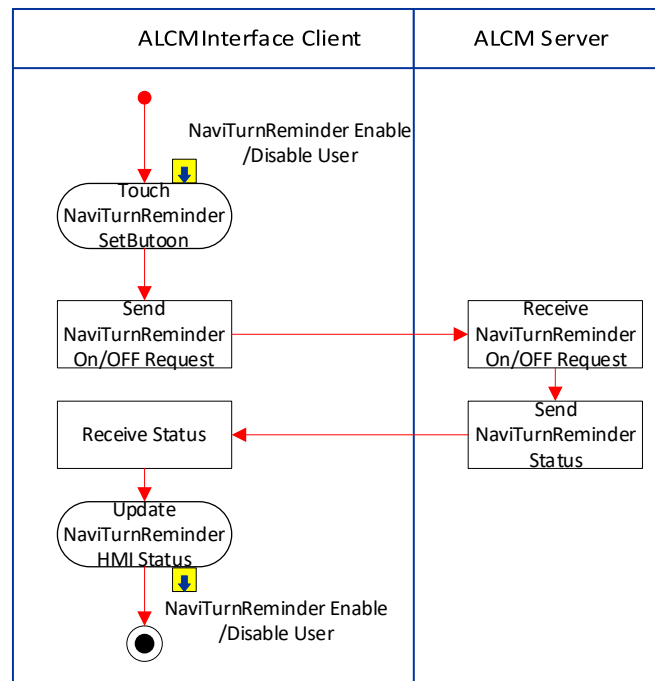 ALCMInterface Client
ALCM Server
NaviTurnReminder Enable
/Disable User
Touch
NaviTurnReminder
SetButoon
Send
NaviTurnReminder
On/OFF Request
Receive
NaviTurnReminder
On/OFF Request
Receive Status
Send
NaviTurnReminder
Status
Update
NaviTurnReminder
HMI Status
NaviTurnReminder Enable
/Disable User